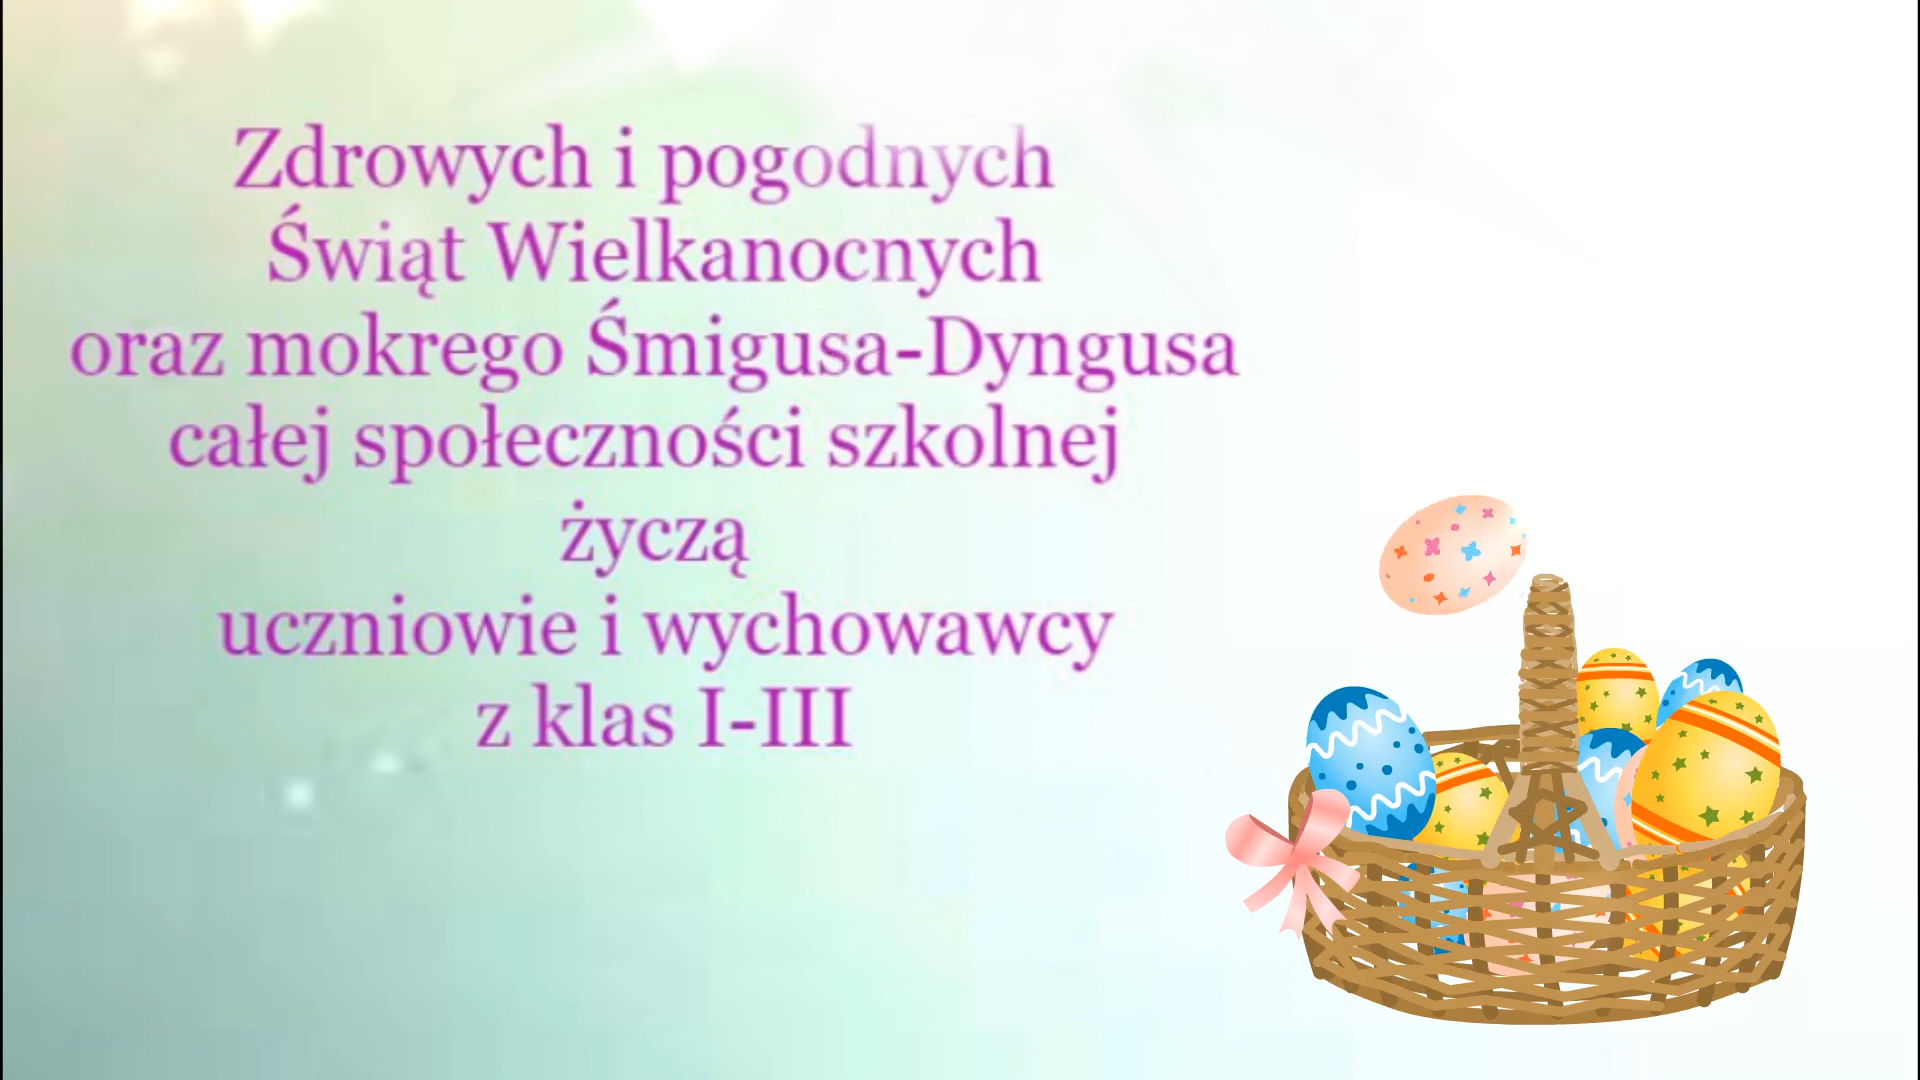 Zdrowych i pogodnych
Świąt Wielkanocnych
oraz mokrego Śmigusa-Dyngusa
całej społeczności szkolnej
życzą
uczniowie i wychowawcy
z klas I-III